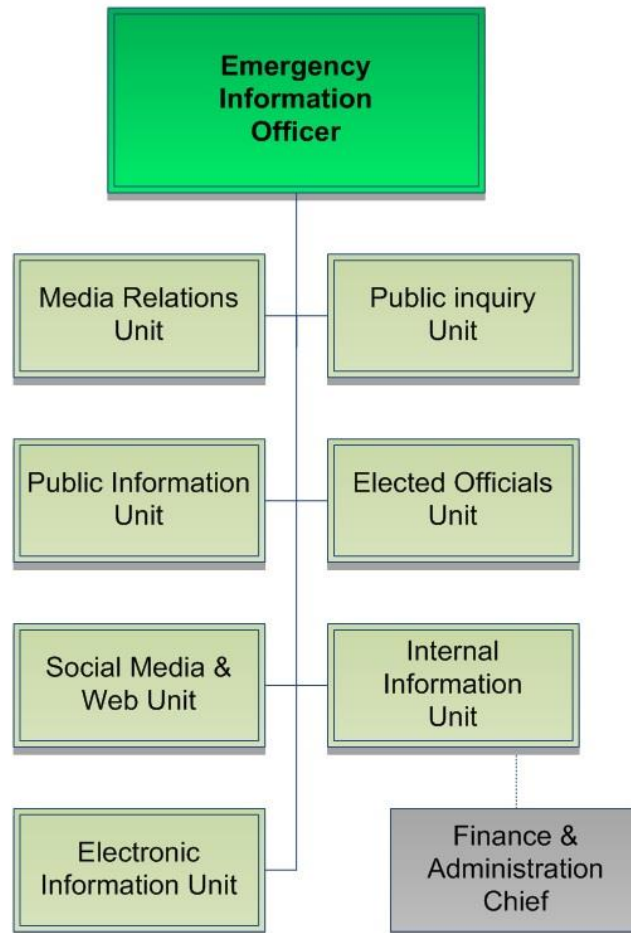 Emergency
Information
Officer
Media Relations
Unit
Public inquiry
Unit
Public Information
Unit
Elected Officials
Unit
Social Media &
Web Unit
Internal
Information
Unit
Electronic
Information Unit
Finance &
Administration
Chief